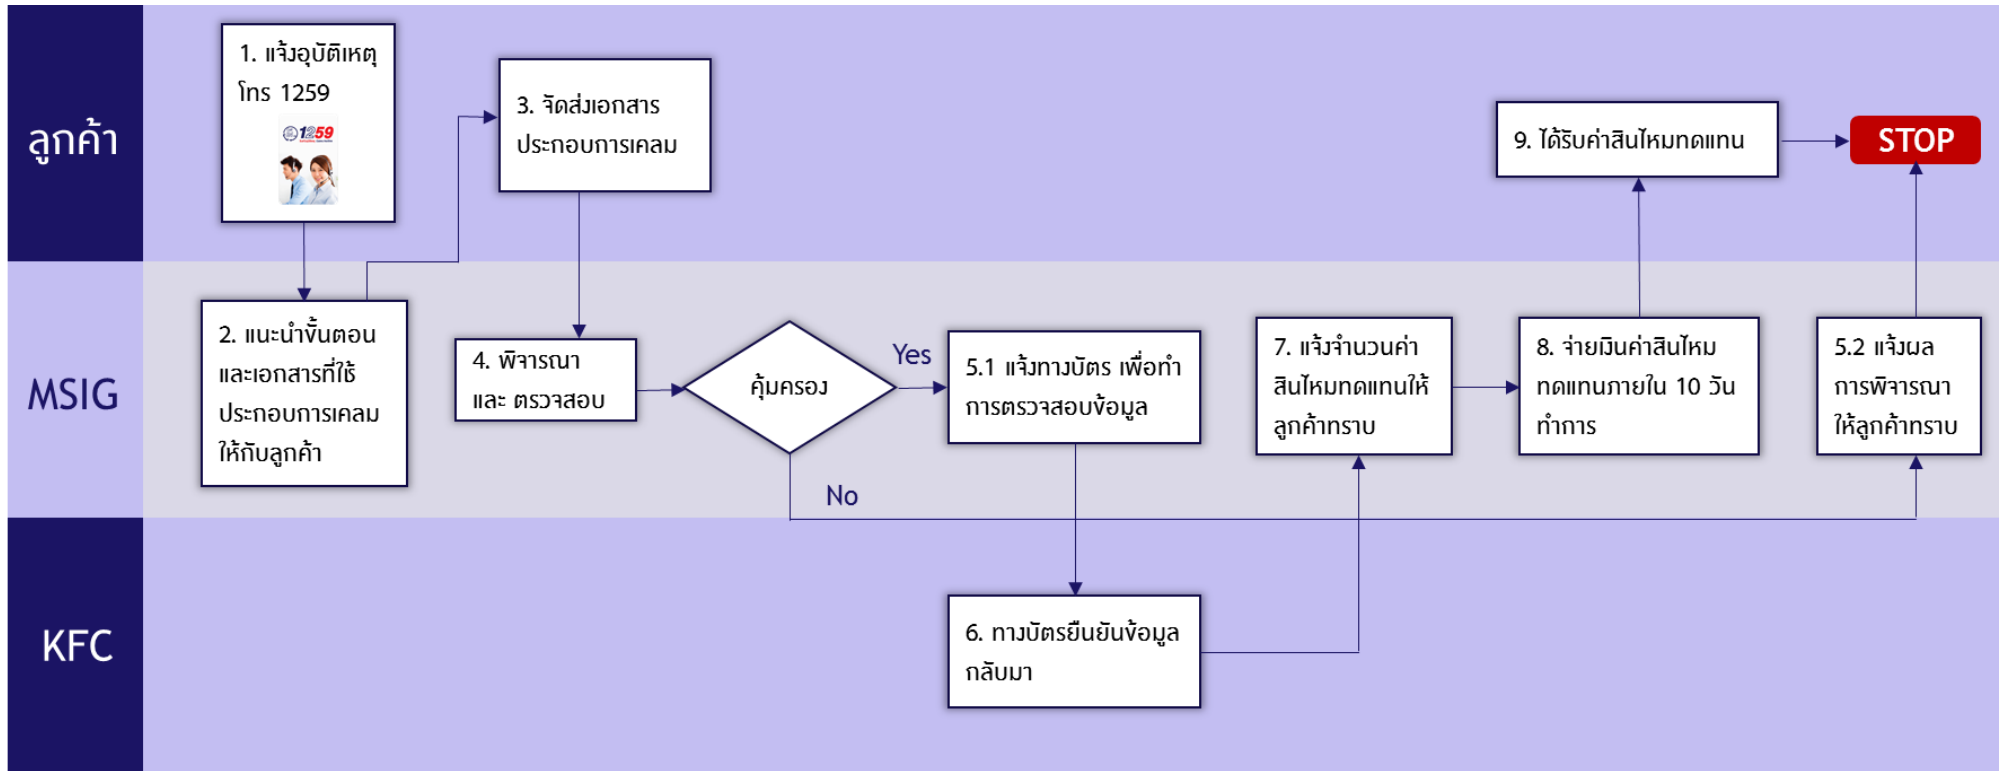 ลูกค้า
1. แจ้งอุบัติเหตุ
โทร 1259
1259
3. จัดส่งเอกสาร
ประกอบการเคลม
9. ได้รับค่าสินไหมทดแทน
STOP
MSIG
2. แนะนำขั้นตอน
และเอกสารที่ใช้
ประกอบการเคลม
ให้กับลูกค้า
4. พิจารณา
และ ตรวจสอบ
คุ้มครอง
Yes
No
5.1 แจ้งทางบัตร เพื่อทำ
การตรวจสอบข้อมูล
7. แจ้งจำนวนค่า
สินไหมทดแทนให้
ลูกค้าทราบ
8. จ่ายเงินค่าสินไหม
ทดแทนภายใน 10 วัน
ทำการ
5.2 แจ้งผล
การพิจารณา
ให้ลูกค้าทราบ
KFC
6. ทางบัตรยืนยันข้อมูล
กลับมา